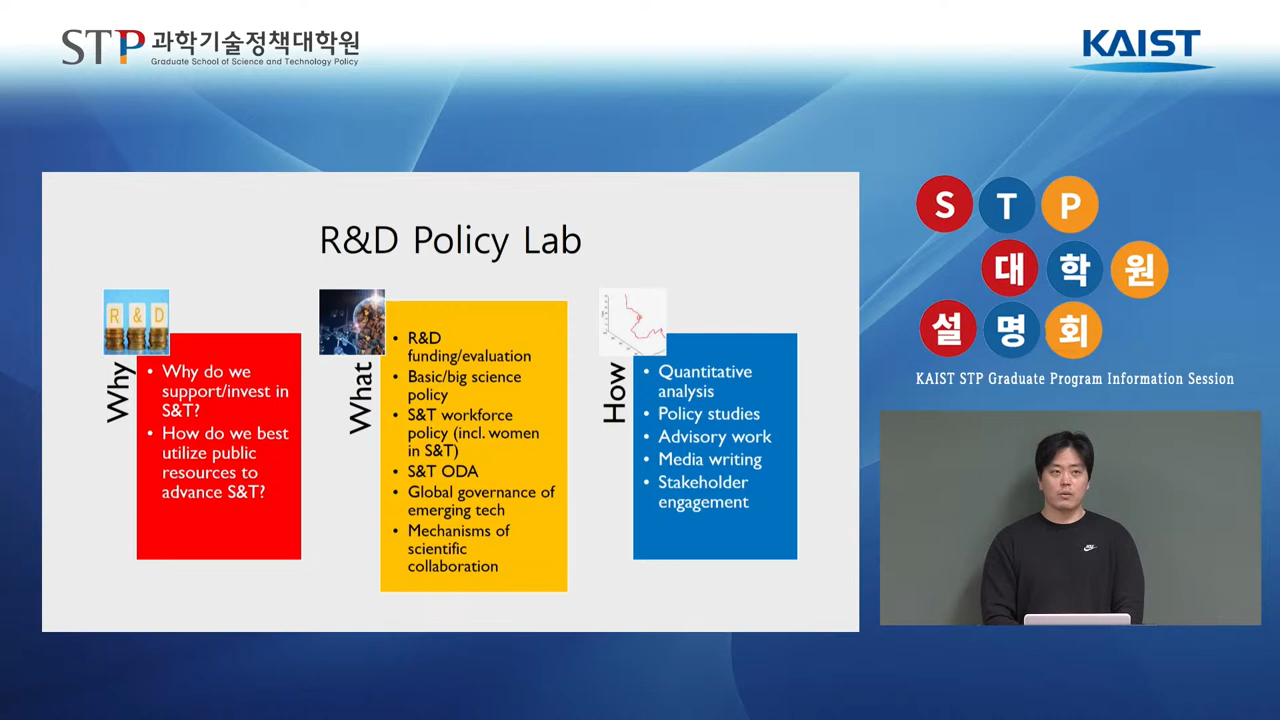 STP 과학기술정책대학원
Graduate School of Science and Technology Policy
KAIST
R&D Policy Lab
R & D
Why
• Why do we
support/invest in
S&T?
• How do we best
utilize public
resources to
advance S&T?
What
• R&D
funding/evaluation
• Basic/big science
policy
• S&T workforce
policy (incl. women
in S&T)
• S&T ODA
• Global governance of
emerging tech
• Mechanisms of
scientific
collaboration
How
• Quantitative
analysis
• Policy studies
• Advisory work
• Media writing
• Stakeholder
engagement
S T P
대 학 원
설 명 회
KAIST STP Graduate Program Information Session